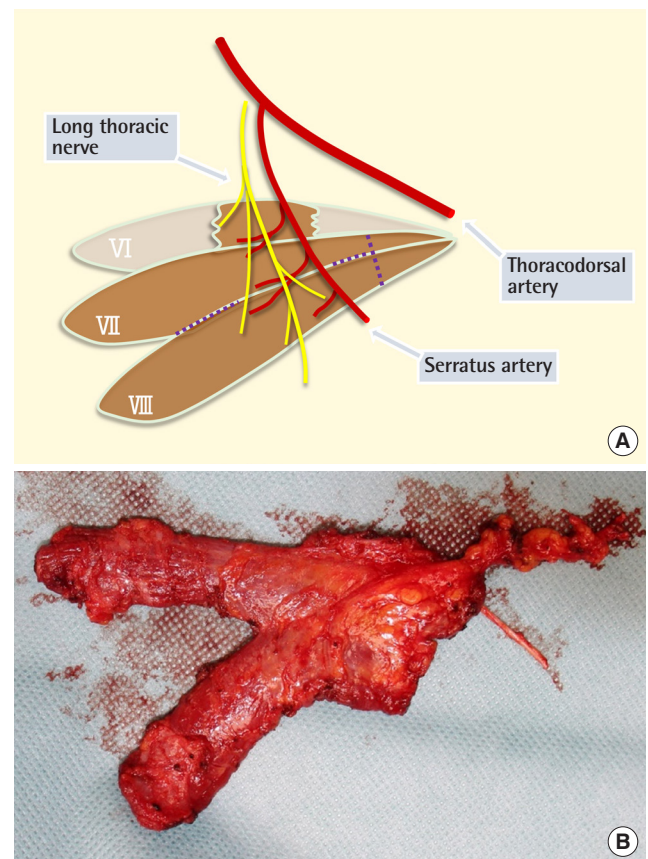 Long thoracic
nerve
VI
VII
VIII
Thoracodorsal
artery
Serratus artery
A
B